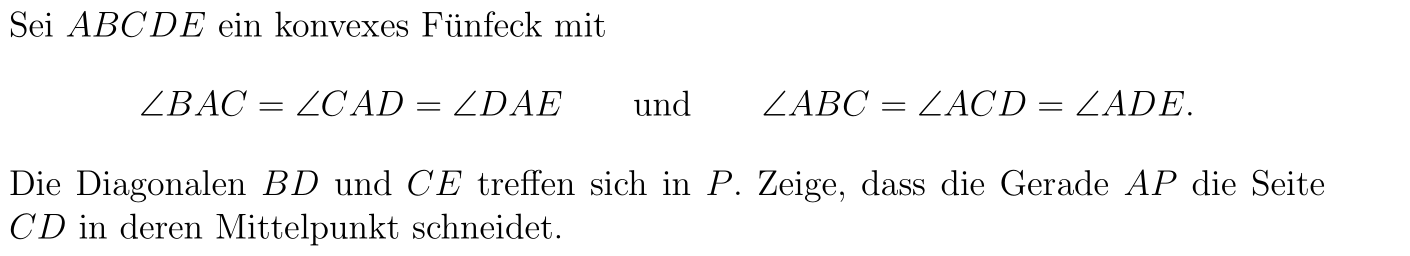 Sei ABCDE ein konvexes Fünfeck mit
∠BAC = ∠CAD = ∠DAE und ∠ABC = ∠ACD = ∠ADE.
Die Diagonalen BD und CE treffen sich in P. Zeige, dass die Gerade AP die Seite
CD in deren Mittelpunkt schneidet.